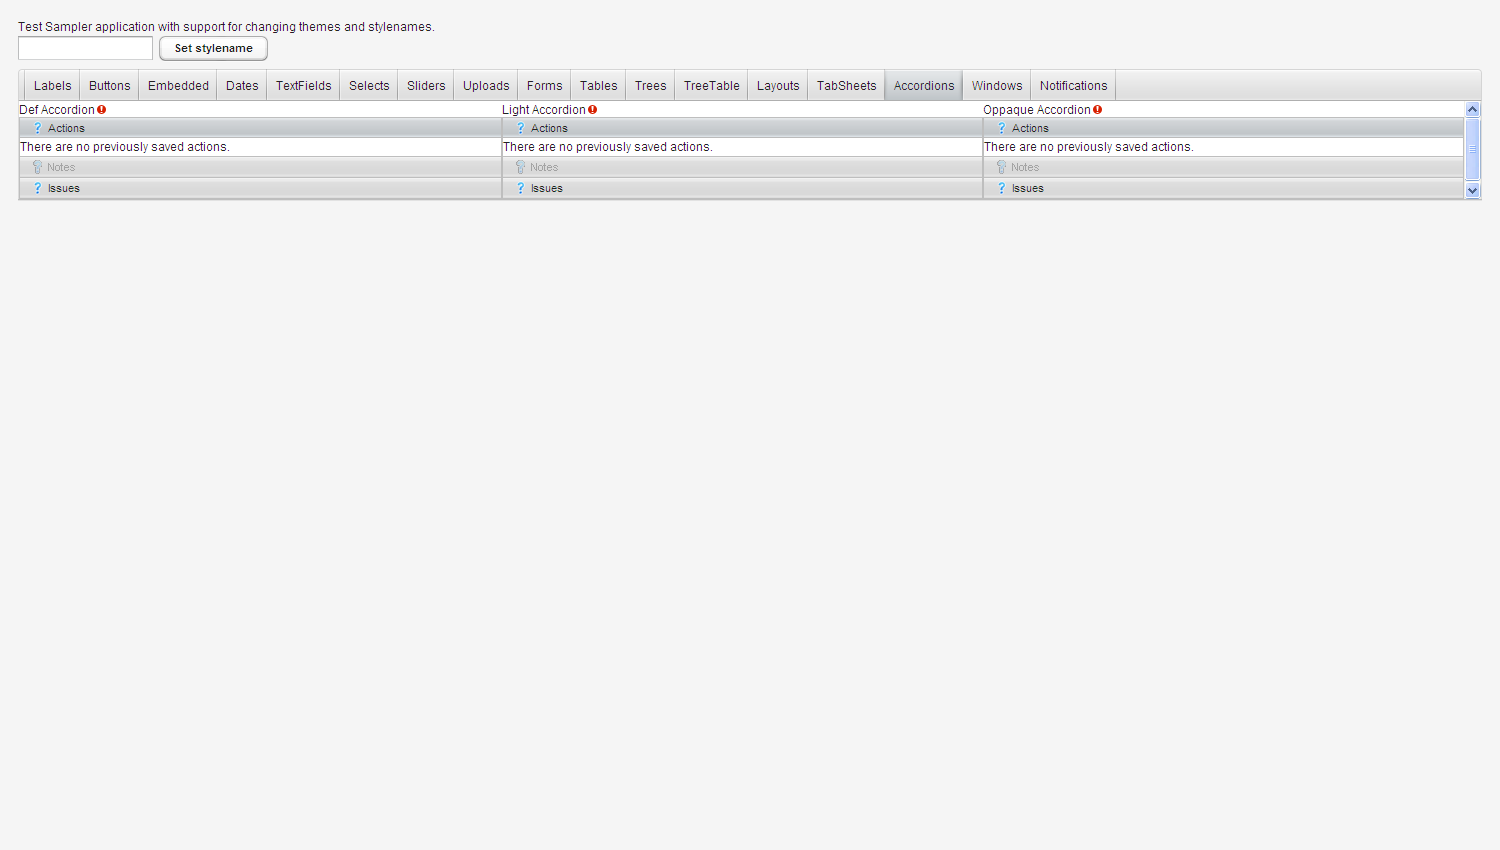 Test Sampler application with support for changing themes and stylenames.
Set stylename
Labels Buttons Embedded Dates TextFields Selects Sliders Uploads Forms Tables Trees TreeTable Layouts TabSheets Accordions Windows Notifications
Def Accordion Light Accordion Oppaque Accordion
Actions Actions Actions
There are no previously saved actions. There are no previously saved actions. There are no previously saved actions.
Notes Notes Notes
Issues Issues Issues